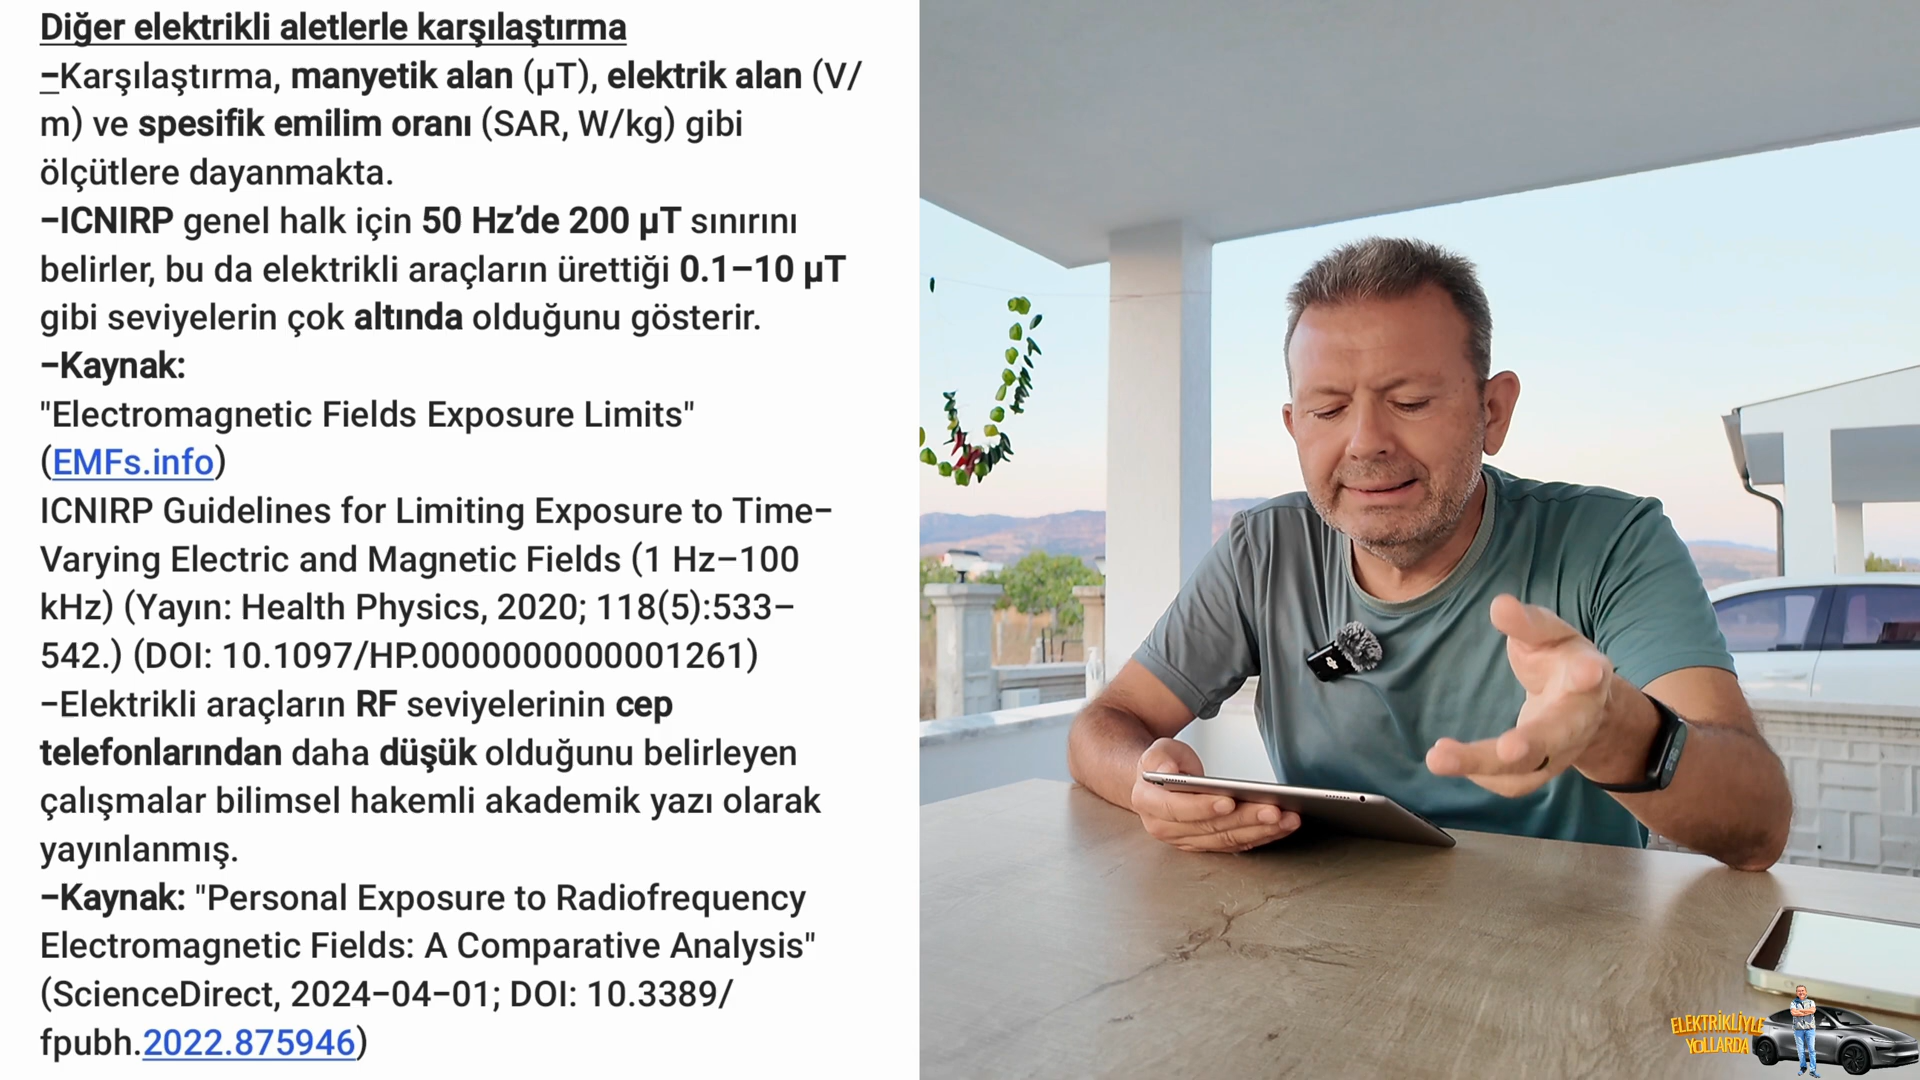 Diğer elektrikli aletlerle karşılaştırma
–Karşılaştırma, manyetik alan (µT), elektrik alan (V/
m) ve spesifik emilim oranı (SAR, W/kg) gibi
ölçütlere dayanmakta.
–ICNIRP genel halk için 50 Hz’de 200 µT sınırını
belirler, bu da elektrikli araçların ürettiği 0.1–10 µT
gibi seviyelerin çok altında olduğunu gösterir.
–Kaynak:
"Electromagnetic Fields Exposure Limits"
(EMFs.info)
ICNIRP Guidelines for Limiting Exposure to Time–
Varying Electric and Magnetic Fields (1 Hz–100
kHz) (Yayın: Health Physics, 2020; 118(5):533–
542.) (DOI: 10.1097/HP.0000000000001261)
–Elektrikli araçların RF seviyelerinin cep
telefonlarından daha düşük olduğunu belirleyen
çalışmalar bilimsel hakemli akademik yazı olarak
yayınlanmış.
–Kaynak: "Personal Exposure to Radiofrequency
Electromagnetic Fields: A Comparative Analysis"
(ScienceDirect, 2024–04–01; DOI: 10.3389/
fpubh.2022.875946)
ELEKTRİKLİYLE
YOLLARDA